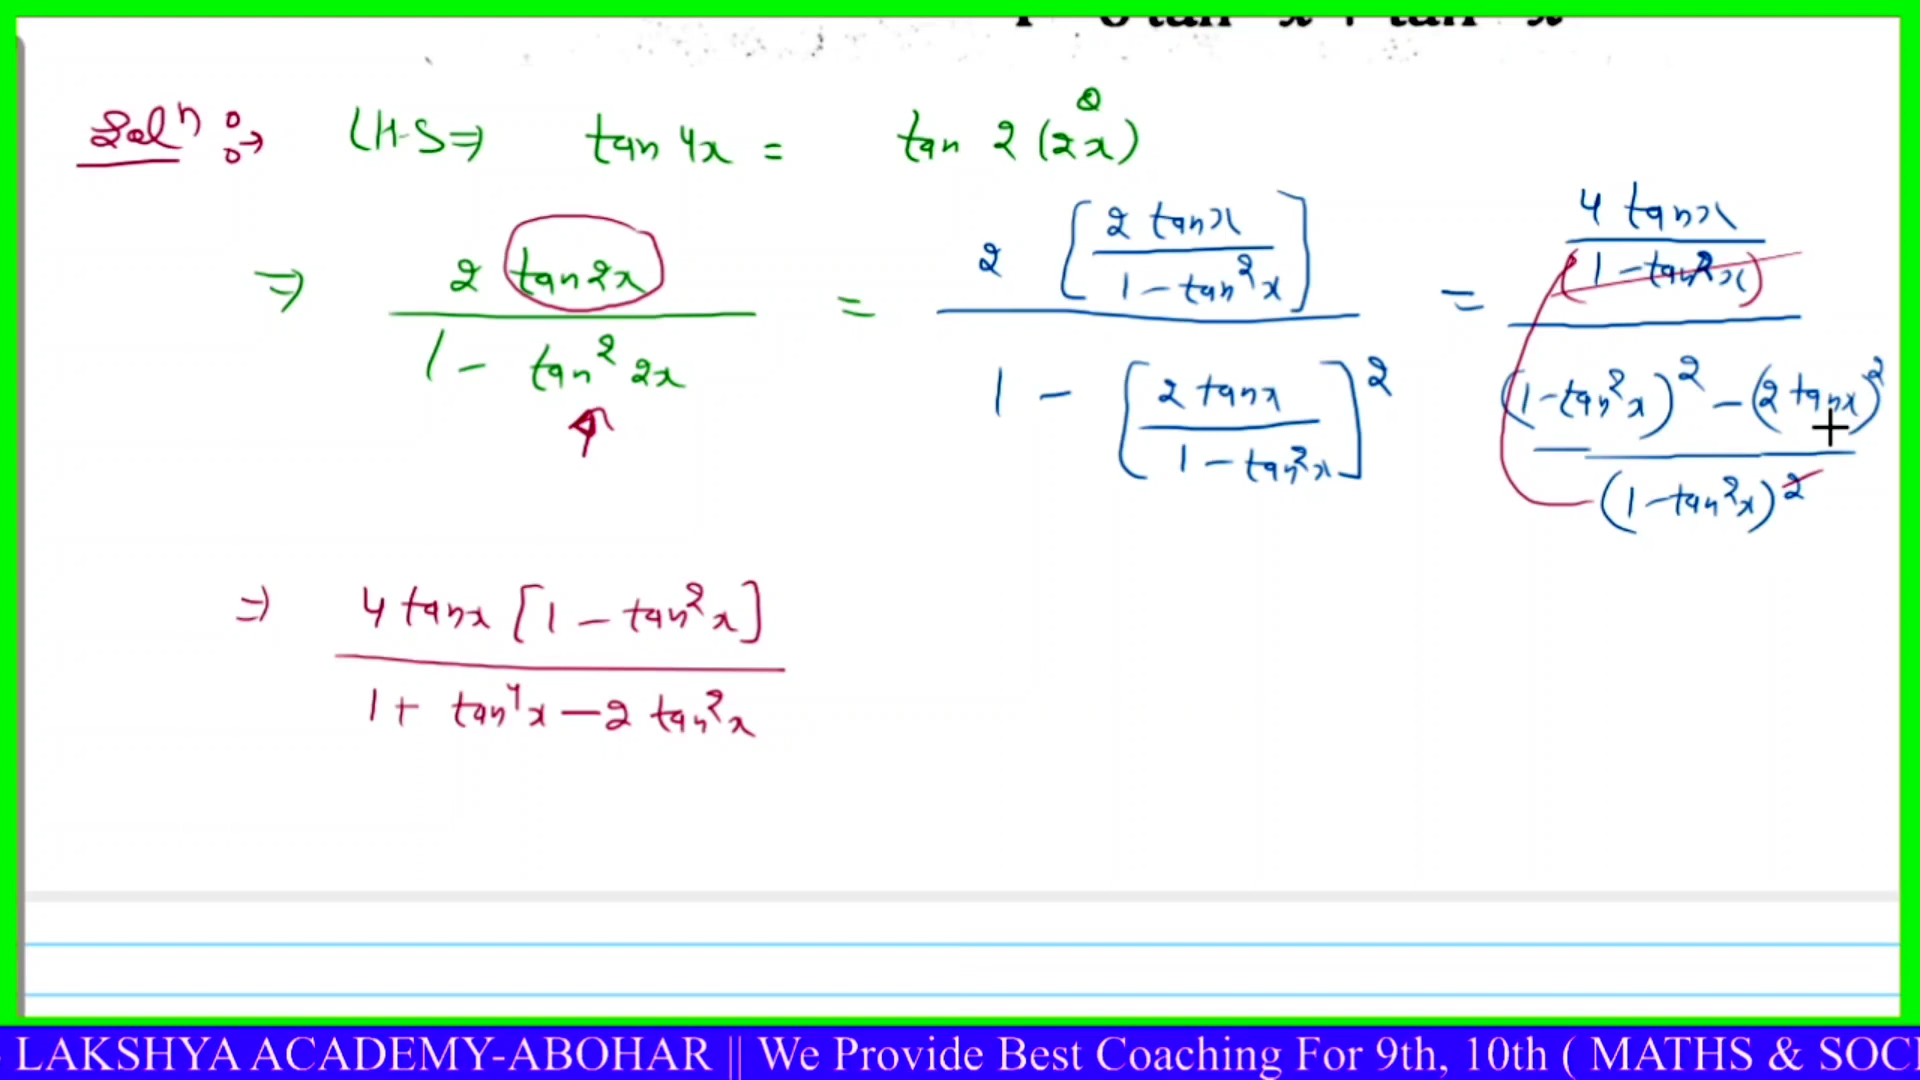 Solⁿ :→ LHS ⇒ tan 4x = tan 2 (2x)
⇒ 2 tan 2x / 1 - tan² 2x = 2 [2 tan x / 1 - tan² x] / 1 - [2 tan x / 1 - tan² x]² = 4 tan x / (1 - tan² x) / (1 - tan² x)² - (2 tan x)² / (1 - tan² x)²
⇒ 4 tan x [1 - tan² x] / 1 + tan⁴ x - 2 tan² x
LAKSHYA ACADEMY-ABOHAR || We Provide Best Coaching For 9th, 10th ( MATHS & SOCI